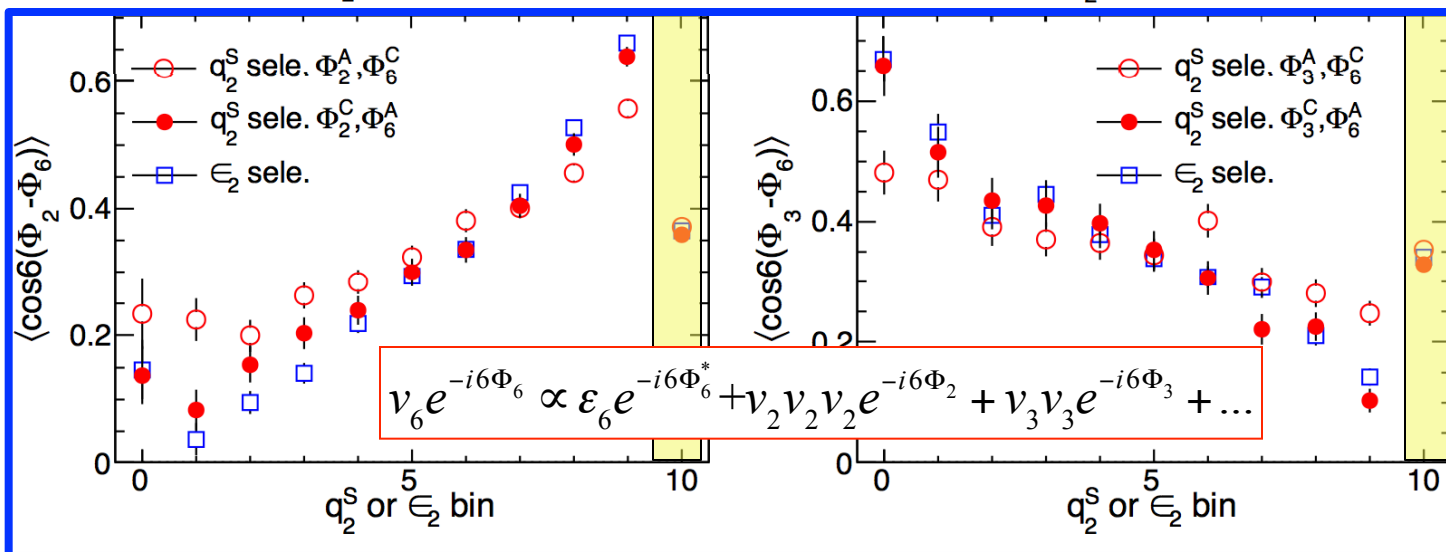 ⟨cos6(Φ₂-Φ₆)⟩
q₂ˢ sele. Φ₂ᴬ,Φ₆ᶜ
q₂ˢ sele. Φ₂ᶜ,Φ₆ᴬ
∈₂ sele.
0.6
0.4
0.2
0
0 5 10
q₂ˢ or ∈₂ bin
⟨cos6(Φ₃-Φ₆)⟩
q₂ˢ sele. Φ₃ᴬ,Φ₆ᶜ
q₂ˢ sele. Φ₃ᶜ,Φ₆ᴬ
∈₂ sele.
0.6
0.4
0.2
0
0 5 10
q₂ˢ or ∈₂ bin
v₆e^{-i6Φ₆} ∝ ε₆e^{-i6Φ₆*} + v₂v₂v₂e^{-i6Φ₂} + v₃v₃e^{-i6Φ₃} + ...